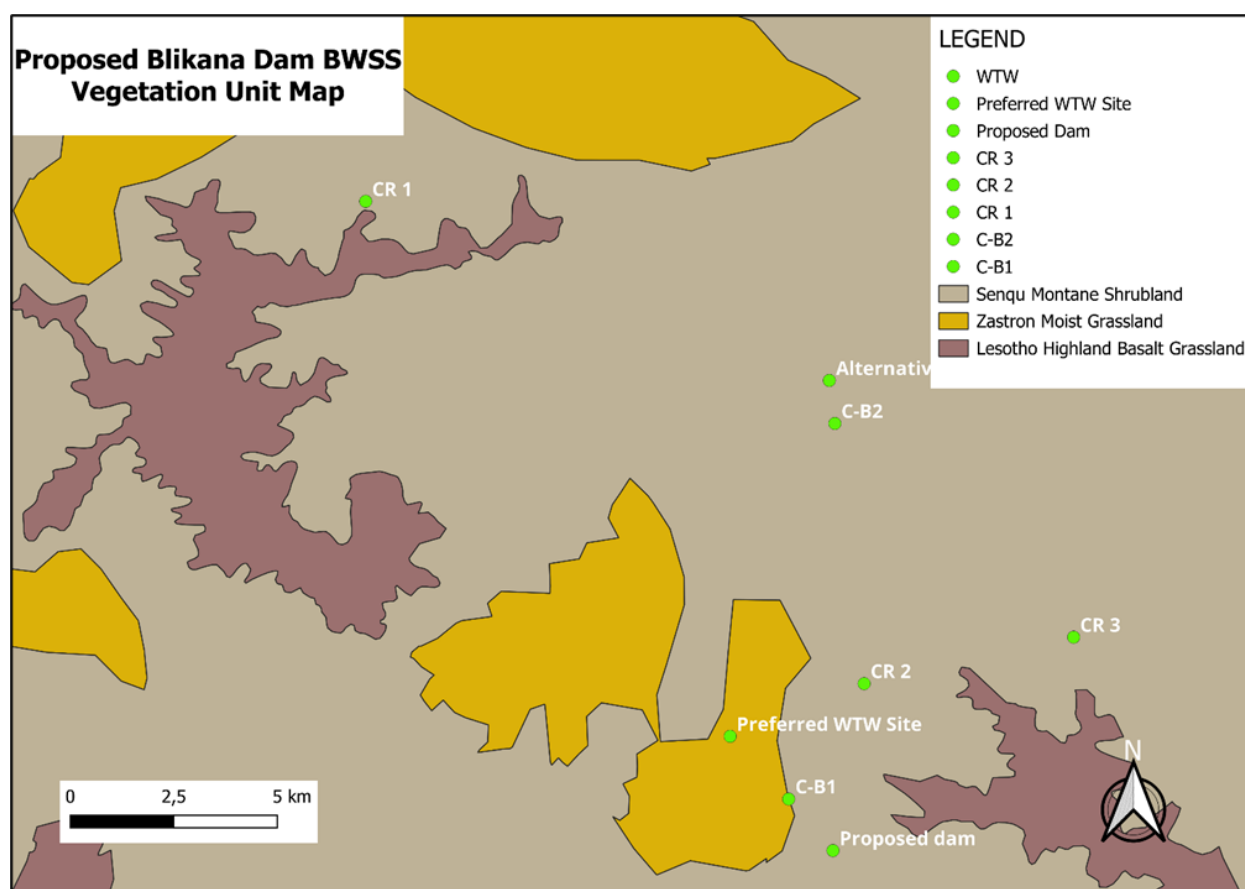 Proposed Blikana Dam BWSS
Vegetation Unit Map
LEGEND
WTW
Preferred WTW Site
Proposed Dam
CR 3
CR 2
CR 1
C-B2
C-B1
Senqu Montane Shrubland
Zastron Moist Grassland
Lesotho Highland Basalt Grassland
CR 1
Alternativ
C-B2
CR 3
CR 2
Preferred WTW Site
C-B1
Proposed dam
N
0 2,5 5 km